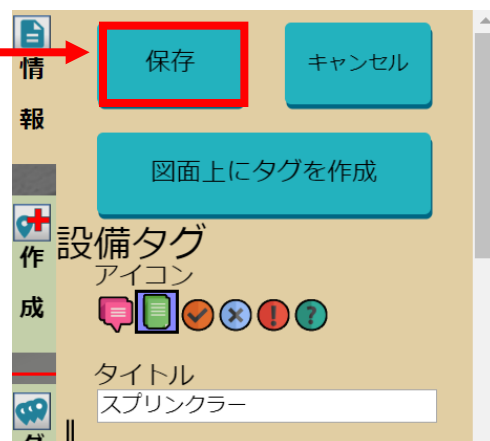 情
報
保存
キャンセル
図面上にタグを作成
作
成
設備タグ
アイコン
タイトル
スプリンクラー